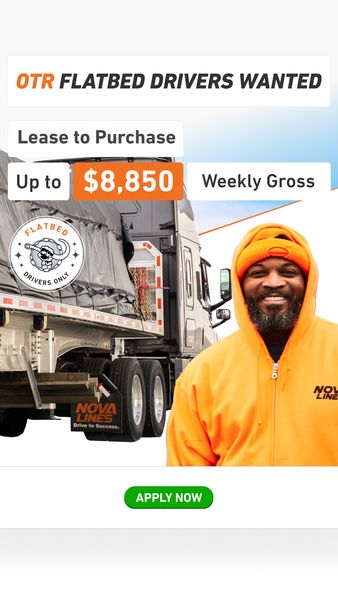 OTR FLATBED DRIVERS WANTED
Lease to Purchase
Up to $8,850 Weekly Gross
FLATBED
DRIVERS ONLY
NOVA
LINES
Drive to Success.
NOVA
LINE
APPLY NOW